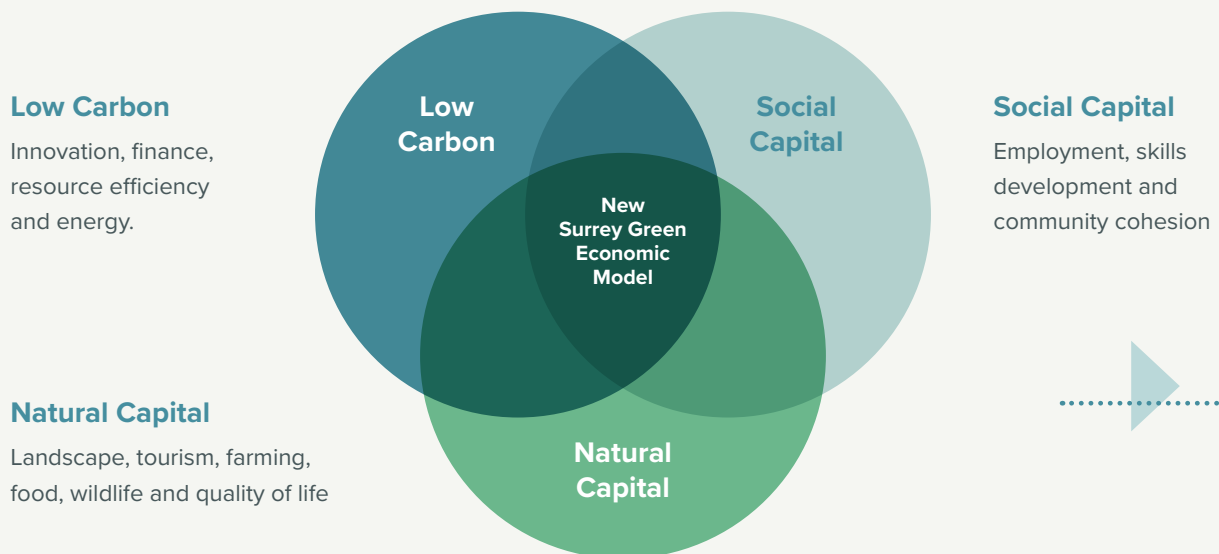 Low Carbon
Innovation, finance,
resource efficiency
and energy.
Low
Carbon
Social
Capital
New
Surrey Green
Economic
Model
Social Capital
Employment, skills
development and
community cohesion
Natural Capital
Landscape, tourism, farming,
food, wildlife and quality of life
Natural
Capital